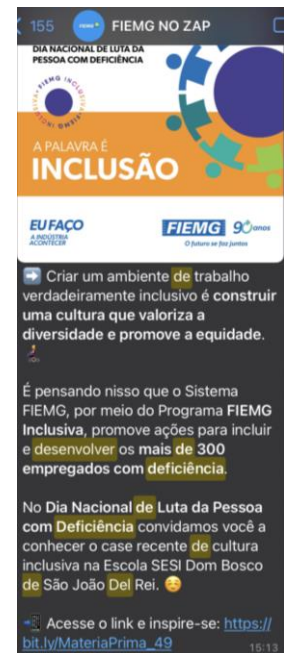 155 FIEMG NO ZAP
DIA NACIONAL DE LUTA DA
PESSOA COM DEFICIÊNCIA
FIEMG INCLUSIVA
A PALAVRA É
INCLUSÃO
EU FAÇO
A INDÚSTRIA
ACONTECER
FIEMG 90 anos
O futuro se faz juntos
➡️ Criar um ambiente de trabalho
verdadeiramente inclusivo é construir
uma cultura que valoriza a
diversidade e promove a equidade.
É pensando nisso que o Sistema
FIEMG, por meio do Programa FIEMG
Inclusiva, promove ações para incluir
e desenvolver os mais de 300
empregados com deficiência.
No Dia Nacional de Luta da Pessoa
com Deficiência convidamos você a
conhecer o case recente de cultura
inclusiva na Escola SESI Dom Bosco
de São João Del Rei. ☺️
📲 Acesse o link e inspire-se: https://
bit.ly/MateriaPrima_49 15:13